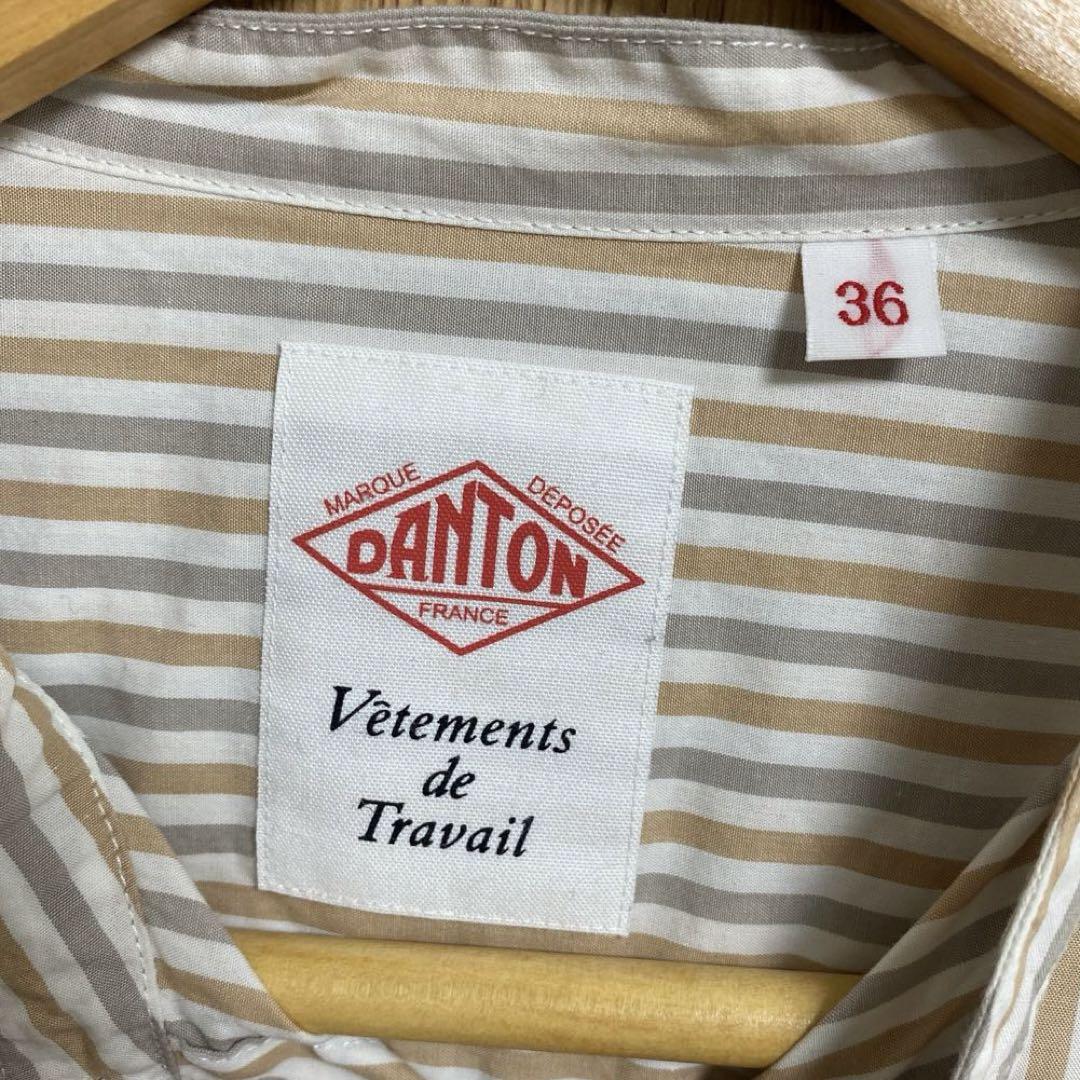 36
MARQUE DÉPOSÉE
DANTON
FRANCE
Vêtements
de
Travail